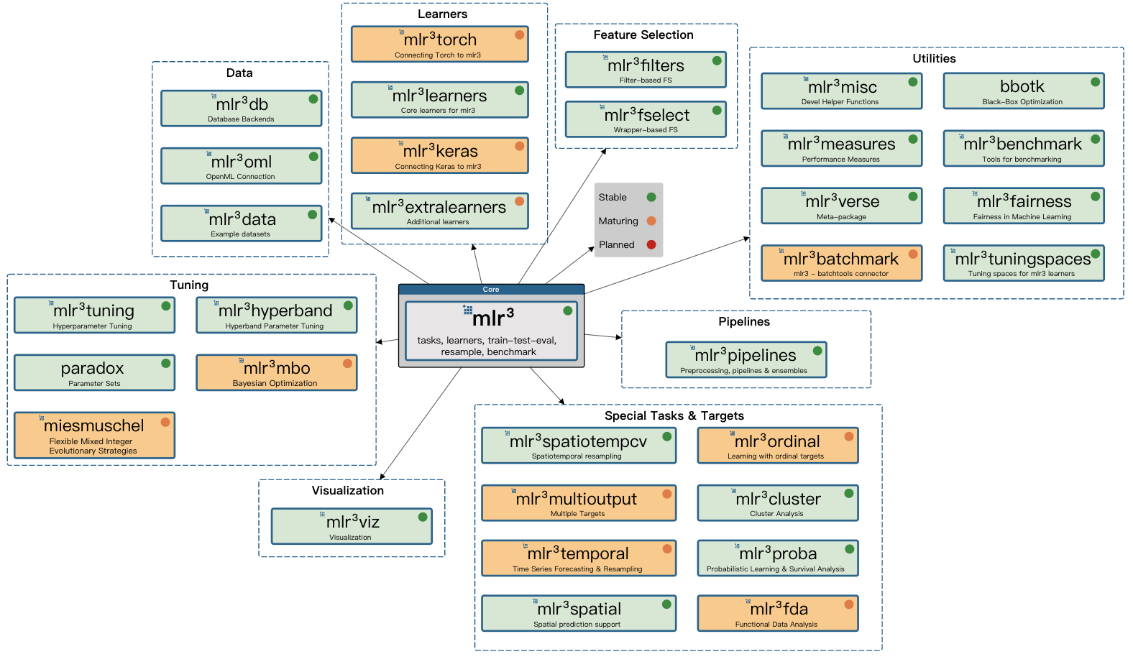 Learners
mlr³torch
Connecting Torch to mlr3
mlr³learners
Core learners for mlr3
mlr³keras
Connecting Keras to mlr3
mlr³extralearners
Additional learners
Feature Selection
mlr³filters
Filter-based FS
mlr³fselect
Wrapper-based FS
Utilities
mlr³misc
Devel Helper Functions
bbotk
Black-Box Optimization
mlr³measures
Performance Measures
mlr³benchmark
Tools for benchmarking
mlr³verse
Meta-package
mlr³fairness
Fairness in Machine Learning
mlr³batchmark
mlr3 - batchtools connector
mlr³tuningspaces
Tuning spaces for mlr3 learners
Data
mlr³db
Database Backends
mlr³oml
OpenML Connection
mlr³data
Example datasets
Stable
Maturing
Planned
Tuning
mlr³tuning
Hyperparameter Tuning
mlr³hyperband
Hyperband Parameter Tuning
paradox
Parameter Sets
mlr³mbo
Bayesian Optimization
miesmuschel
Flexible Mixed Integer
Evolutionary Strategies
Core
mlr³
tasks, learners, train-test-eval,
resample, benchmark
Pipelines
mlr³pipelines
Preprocessing, pipelines & ensembles
Visualization
mlr³viz
Visualization
Special Tasks & Targets
mlr³spatiotempcv
Spatiotemporal resampling
mlr³ordinal
Learning with ordinal targets
mlr³multioutput
Multiple Targets
mlr³cluster
Cluster Analysis
mlr³temporal
Time Series Forecasting & Resampling
mlr³proba
Probabilistic Learning & Survival Analysis
mlr³spatial
Spatial prediction support
mlr³fda
Functional Data Analysis